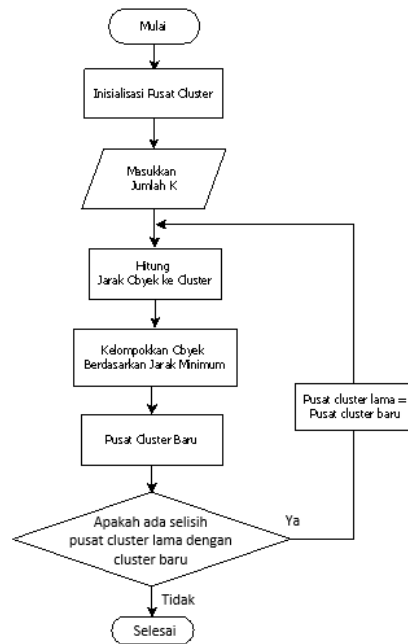 Mulai
Inisialisasi Pusat Cluster
Masukkan
Jumlah K
Hitung
Jarak Obyek ke Cluster
Kelompokkan Obyek
Berdasarkan Jarak Minimum
Pusat cluster lama =
Pusat cluster baru
Pusat Cluster Baru
Apakah ada selisih
pusat cluster lama dengan
cluster baru
Ya
Tidak
Selesai